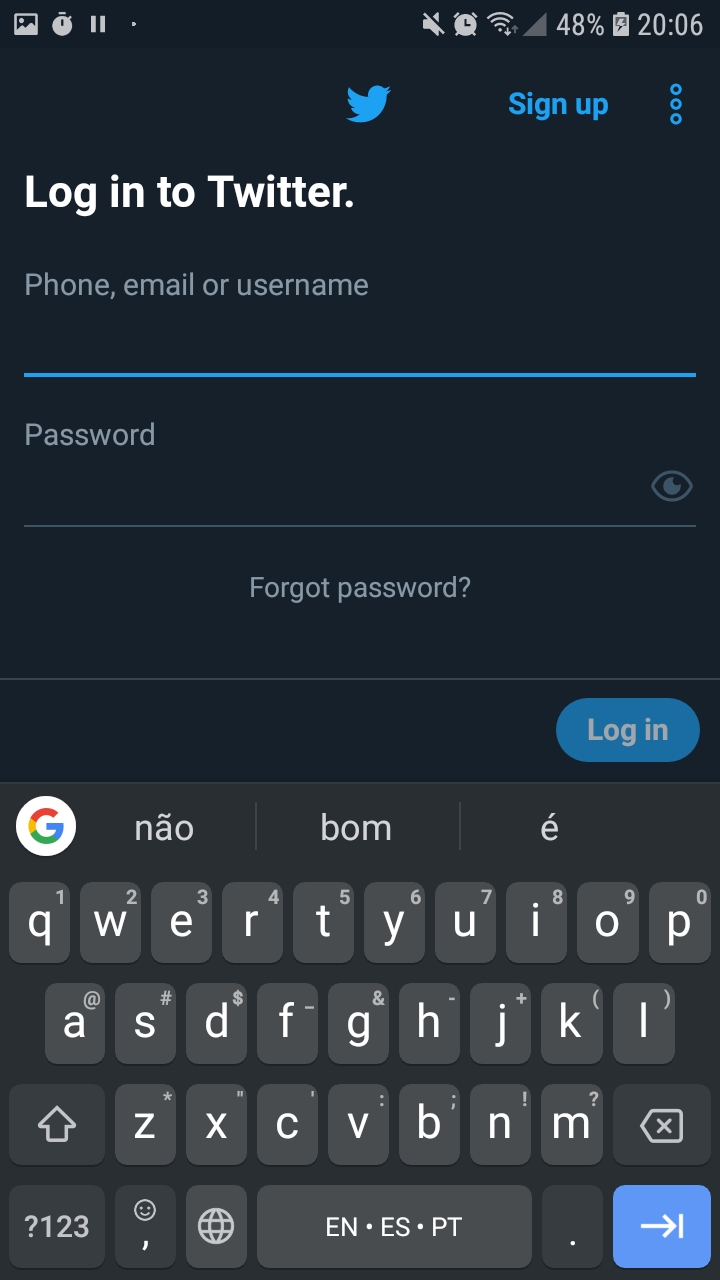 48% 20:06
Sign up
Log in to Twitter.
Phone, email or username
Password
Forgot password?
Log in
G não bom é
1 2 3 4 5 6 7 8 9 0
q w e r t y u i o p
@ # $ _ & - + ( )
a s d f g h j k l
* " ' : ; ! ?
z x c v b n m
?123 , EN • ES • PT .